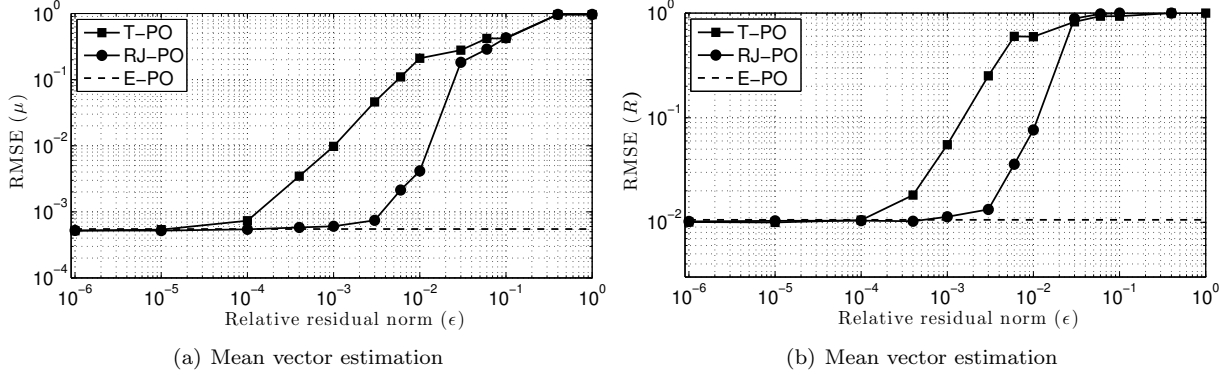 T−PO
RJ−PO
E−PO
10^0
10^−1
10^−2
10^−3
10^−4
RMSE (μ)
10^−6 10^−5 10^−4 10^−3 10^−2 10^−1 10^0
Relative residual norm (ϵ)
(a) Mean vector estimation
T−PO
RJ−PO
E−PO
10^0
10^−1
10^−2
RMSE (R)
10^−6 10^−5 10^−4 10^−3 10^−2 10^−1 10^0
Relative residual norm (ϵ)
(b) Mean vector estimation